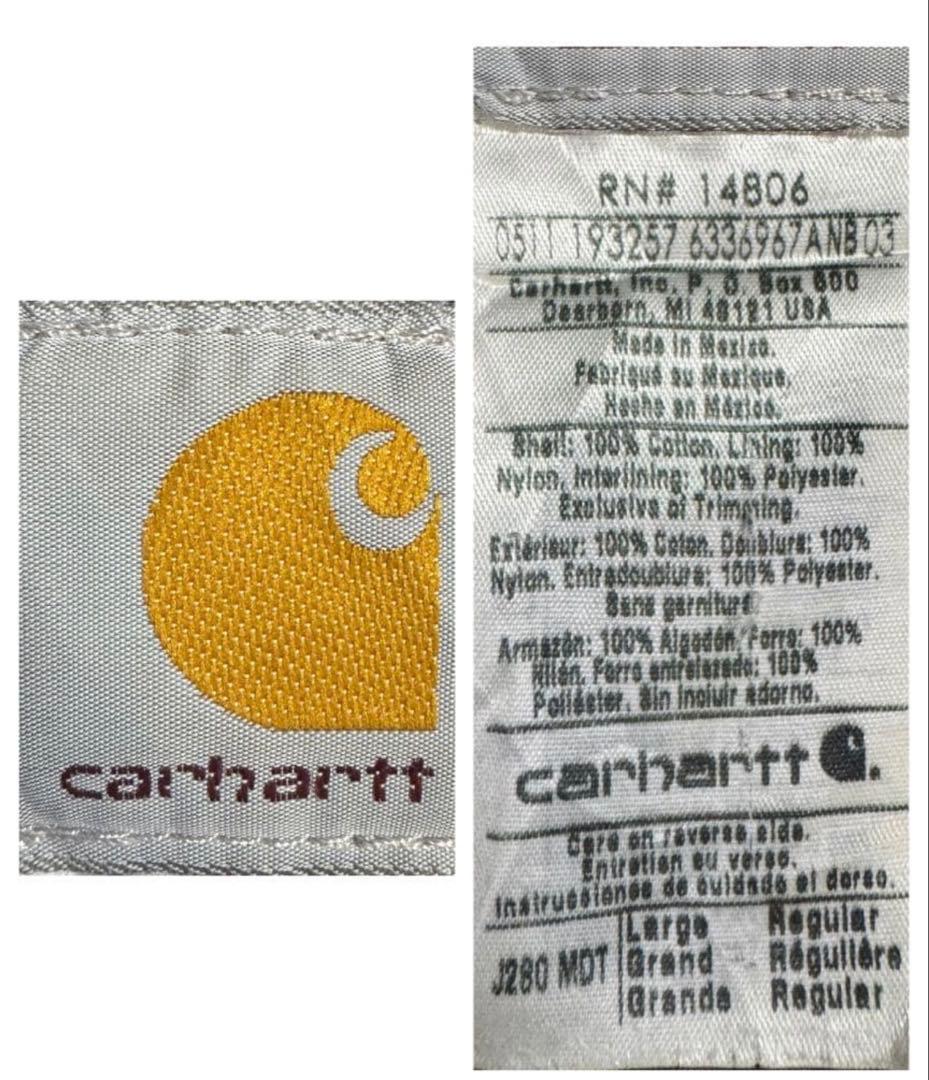 carhartt
RN# 14806
0511 193257 6336967ANB 03
Carhartt, Inc. P. O. Box 600
Dearborn, MI 48121 USA
Made in Mexico.
Fabriqué au Mexique.
Hecho en México.
Shell: 100% Cotton. Lining: 100%
Nylon. Interlining: 100% Polyester.
Exclusive of Trimming.
Extérieur: 100% Coton. Doublure: 100%
Nylon. Entredoublure: 100% Polyester.
Sans garniture.
Armazón: 100% Algodón. Forro: 100%
Nilón. Forro entrelazado: 100%
Poliéster. Sin incluir adorno.
carhartt
Care on reverse side.
Entretien au verso.
Instrucciones de cuidado al dorso.
J280 MDT
Large Regular
Grand Régulière
Grande Regular